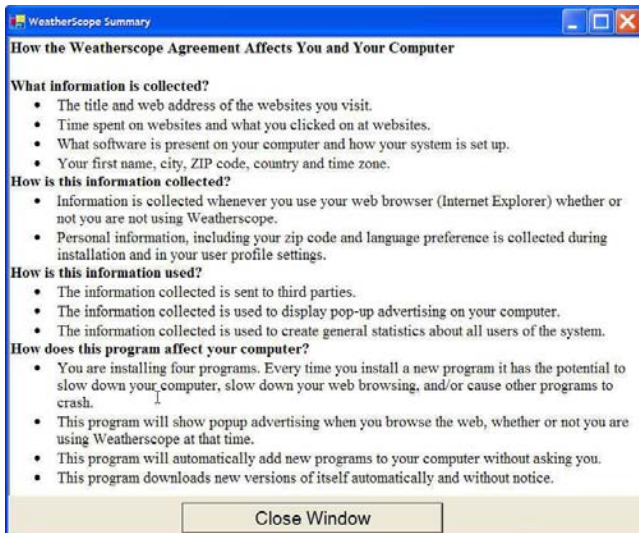 WeatherScope Summary
How the Weatherscope Agreement Affects You and Your Computer
What information is collected?
• The title and web address of the websites you visit.
• Time spent on websites and what you clicked on at websites.
• What software is present on your computer and how your system is set up.
• Your first name, city, ZIP code, country and time zone.
How is this information collected?
• Information is collected whenever you use your web browser (Internet Explorer) whether or
not you are not using Weatherscope.
• Personal information, including your zip code and language preference is collected during
installation and in your user profile settings.
How is this information used?
• The information collected is sent to third parties.
• The information collected is used to display pop-up advertising on your computer.
• The information collected is used to create general statistics about all users of the system.
How does this program affect your computer?
• You are installing four programs. Every time you install a new program it has the potential to
slow down your computer, slow down your web browsing, and/or cause other programs to
crash.
• This program will show popup advertising when you browse the web, whether or not you are
using Weatherscope at that time.
• This program will automatically add new programs to your computer without asking you.
• This program downloads new versions of itself automatically and without notice.
Close Window